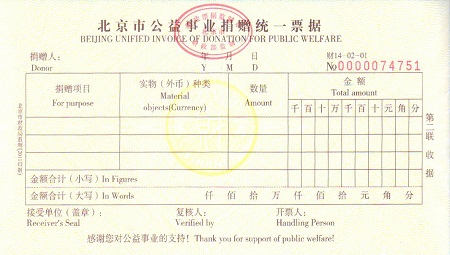 北京市公益事业捐赠统一票据
BEIJING UNIFIED INVOICE OF DONATION FOR PUBLIC WELFARE
捐赠人: 年 月 日 财14-02-01
Donor Y M D No0000074751
捐赠项目 实物(外币)种类 数量 金额
For purpose Material objects(Currency) Amount Total amount
千 百 十 万 千 百 十 元 角 分
金额合计(小写) In Figures
金额合计(大写) In Words 仟 佰 拾 万 仟 佰 拾 元 角 分
接受单位(盖章): 复核人: 开票人:
Receiver's Seal Verified by Handling Person
感谢您对公益事业的支持! Thank you for support of public welfare!
第二联 收据